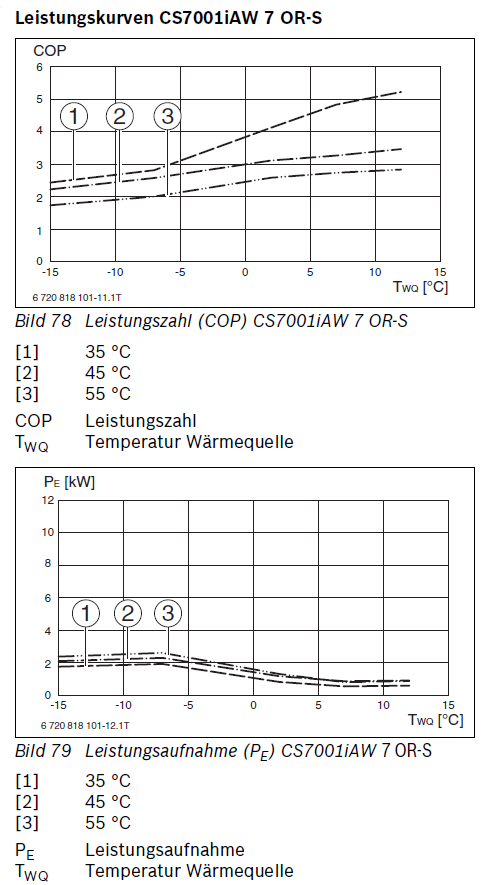 Leistungskurven CS7001iAW 7 OR-S
COP
6
5
4
3
2
1
0
1 2 3
-15 -10 -5 0 5 10 15
TWQ [°C]
6 720 818 101-11.1T
Bild 78 Leistungszahl (COP) CS7001iAW 7 OR-S
[1] 35 °C
[2] 45 °C
[3] 55 °C
COP Leistungszahl
TWQ Temperatur Wärmequelle
PE [kW]
12
10
8
6
4
2
0
1 2 3
-15 -10 -5 0 5 10 15
TWQ [°C]
6 720 818 101-12.1T
Bild 79 Leistungsaufnahme (PE) CS7001iAW 7 OR-S
[1] 35 °C
[2] 45 °C
[3] 55 °C
PE Leistungsaufnahme
TWQ Temperatur Wärmequelle